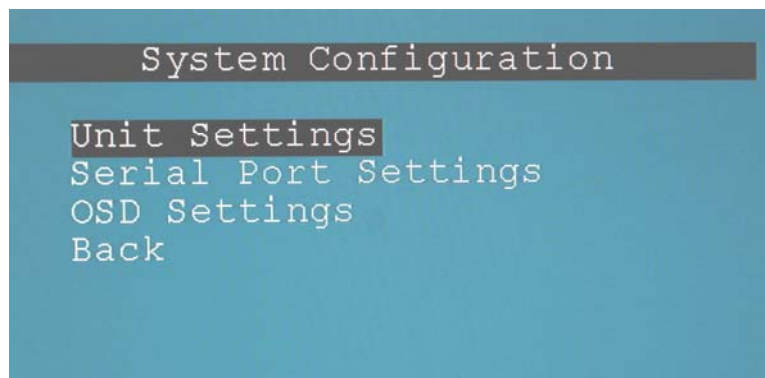 System Configuration
Unit Settings
Serial Port Settings
OSD Settings
Back